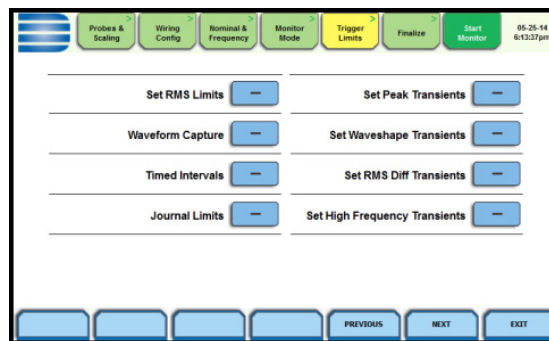 Probes & Scaling
Wiring Config
Nominal & Frequency
Monitor Mode
Trigger Limits
Finalize
Start Monitor
05-25-14
6:13:37pm
Set RMS Limits
Set Peak Transients
Waveform Capture
Set Waveshape Transients
Timed Intervals
Set RMS Diff Transients
Journal Limits
Set High Frequency Transients
PREVIOUS
NEXT
EXIT